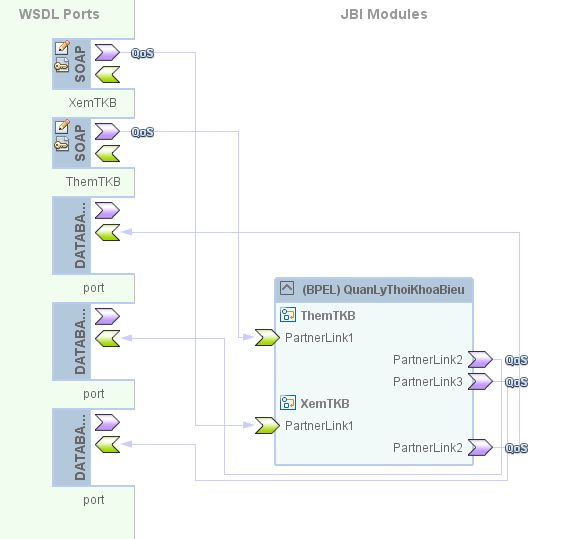 WSDL Ports
JBI Modules
SOAP
QoS
XemTKB
SOAP
QoS
ThemTKB
DATABA...
port
(BPEL) QuanLyThoiKhoaBieu
ThemTKB
DATABA...
PartnerLink1
PartnerLink2
QoS
PartnerLink3
QoS
port
XemTKB
PartnerLink1
DATABA...
PartnerLink2
QoS
port